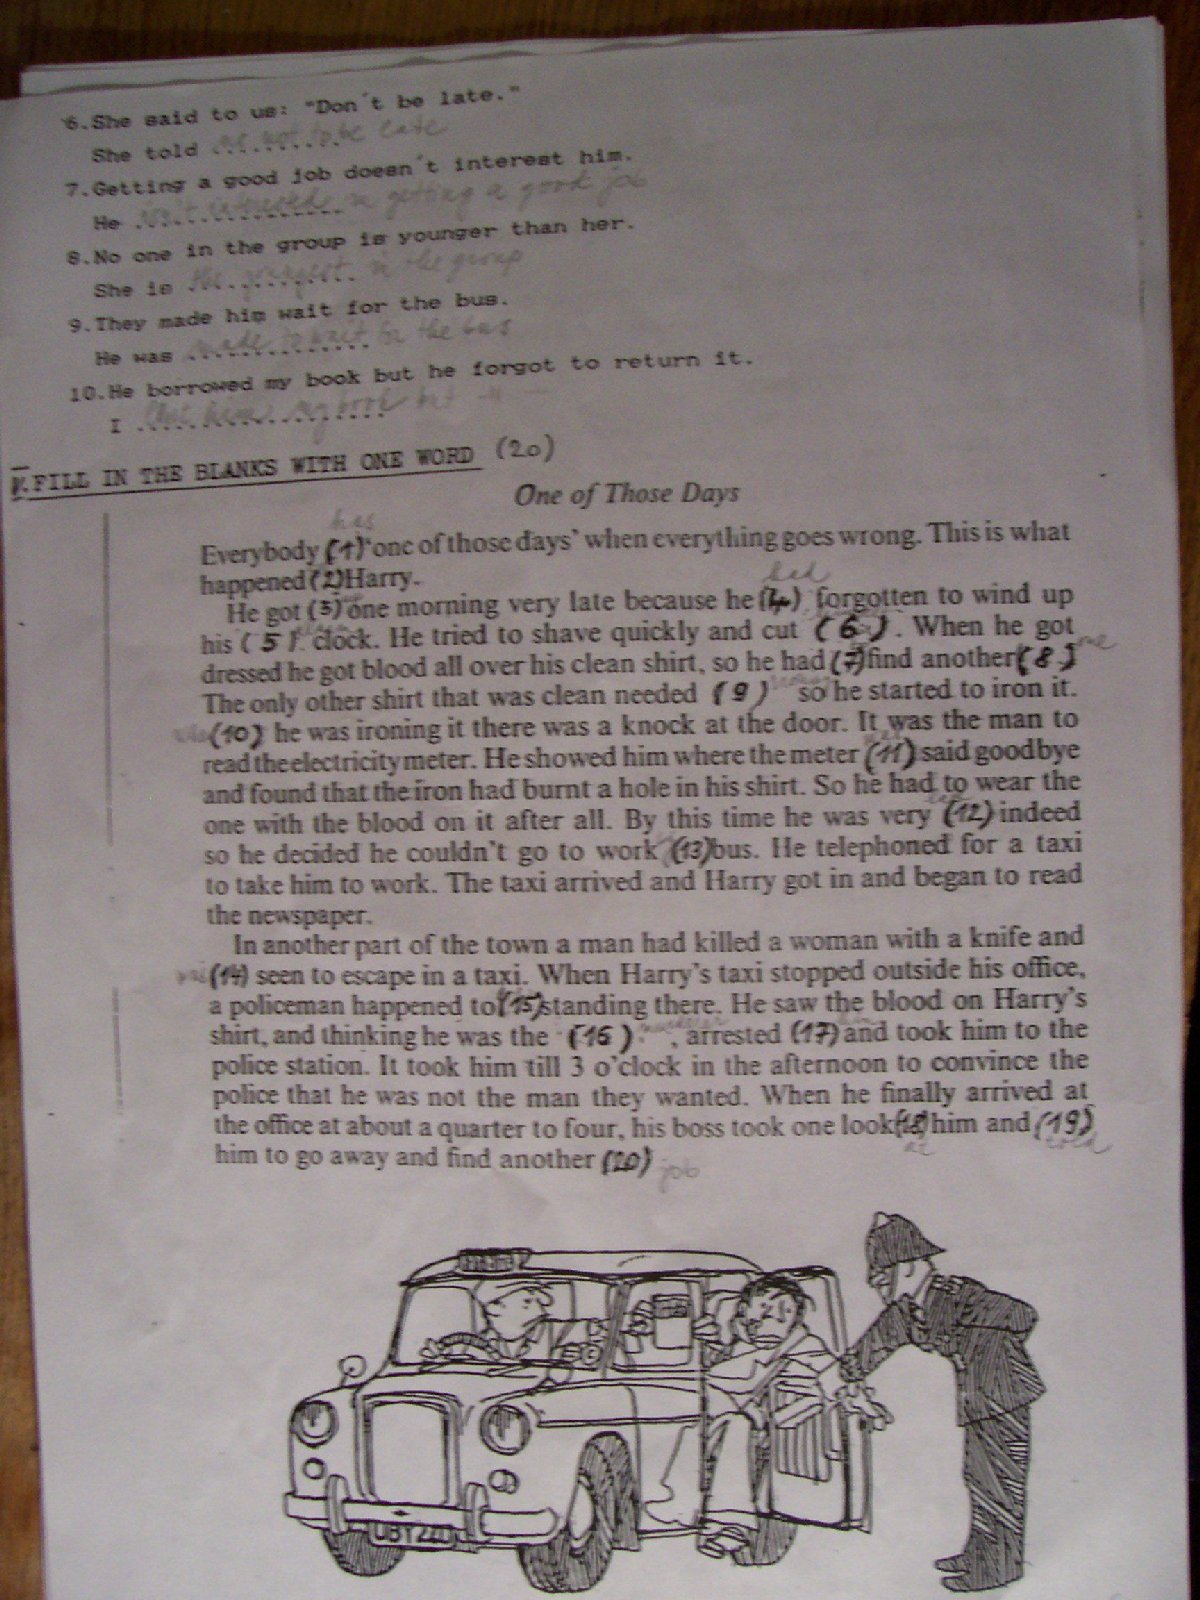 6.She said to us: "Don't be late."
She told .......... us not to be late
7.Getting a good job doesn't interest him.
He ............... isn't interested in getting a good job
8.No one in the group is younger than her.
She is ............ the youngest in the group
9.They made him wait for the bus.
He was .............. made to wait for the bus
10.He borrowed my book but he forgot to return it.
I .................. him my book but
V.FILL IN THE BLANKS WITH ONE WORD (20)
One of Those Days
has
Everybody (1) 'one of those days' when everything goes wrong. This is what
happened (2) Harry.
had
He got (3) one morning very late because he (4) forgotten to wind up
his (5) clock. He tried to shave quickly and cut (6). When he got
dressed he got blood all over his clean shirt, so he had (7) find another (8.) one
The only other shirt that was clean needed (9) so he started to iron it.
(10) he was ironing it there was a knock at the door. It was the man to
read the electricity meter. He showed him where the meter (11) said goodbye
and found that the iron had burnt a hole in his shirt. So he had to wear the
one with the blood on it after all. By this time he was very (12) indeed
so he decided he couldn't go to work (13) bus. He telephoned for a taxi
to take him to work. The taxi arrived and Harry got in and began to read
the newspaper.
In another part of the town a man had killed a woman with a knife and
(14) seen to escape in a taxi. When Harry's taxi stopped outside his office,
a policeman happened to (15) standing there. He saw the blood on Harry's
shirt, and thinking he was the (16) murderer, arrested (17) him and took him to the
police station. It took him till 3 o'clock in the afternoon to convince the
police that he was not the man they wanted. When he finally arrived at
the office at about a quarter to four, his boss took one look (18) him and (19)
at told
him to go away and find another (20) job